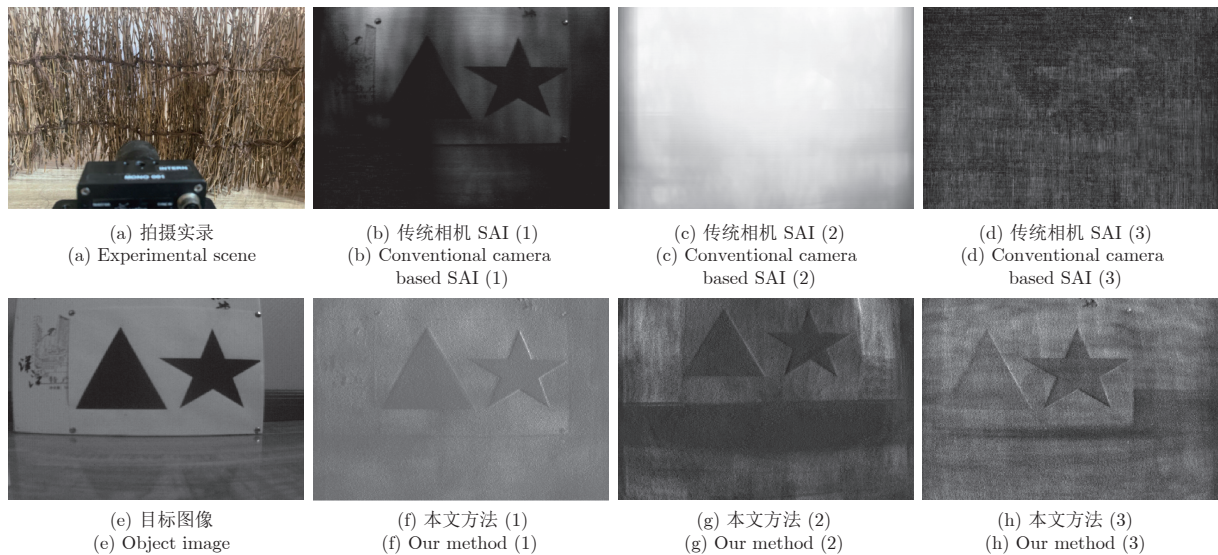 INTERN
MONO 001
(a) 拍摄实录
(a) Experimental scene
(b) 传统相机 SAI (1)
(b) Conventional camera
based SAI (1)
(c) 传统相机 SAI (2)
(c) Conventional camera
based SAI (2)
(d) 传统相机 SAI (3)
(d) Conventional camera
based SAI (3)
(e) 目标图像
(e) Object image
(f) 本文方法 (1)
(f) Our method (1)
(g) 本文方法 (2)
(g) Our method (2)
(h) 本文方法 (3)
(h) Our method (3)